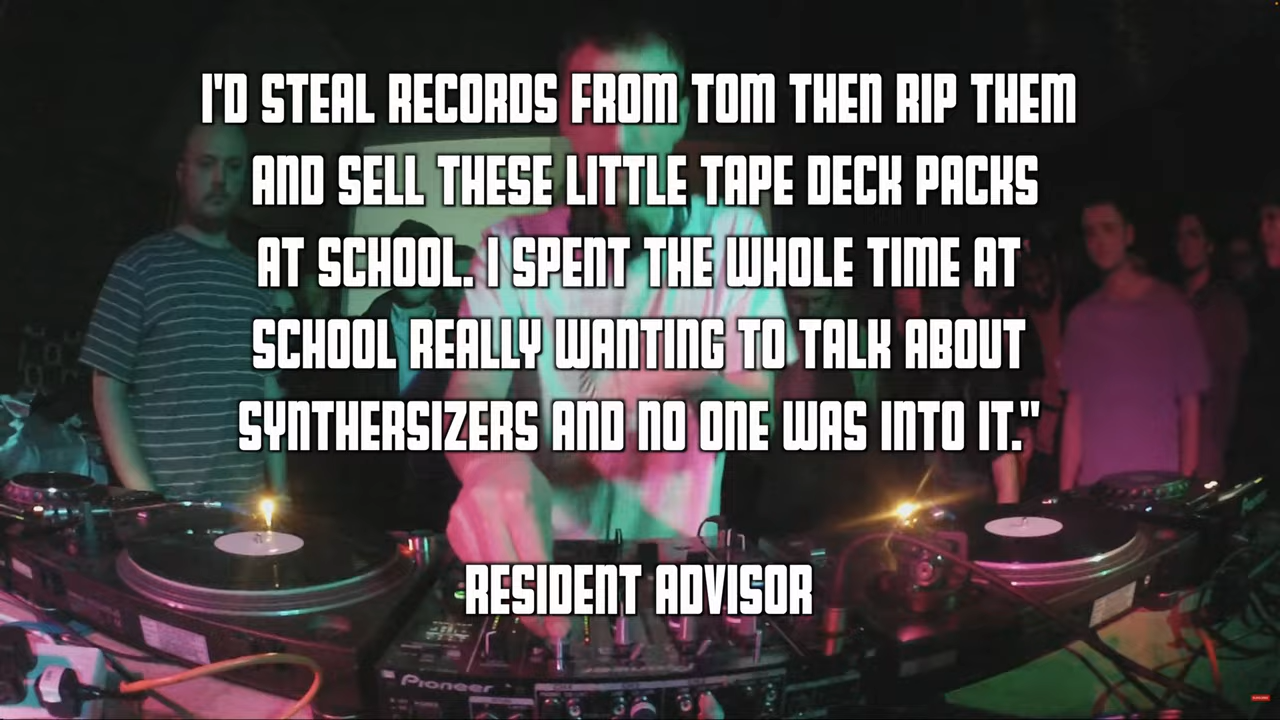 I'D STEAL RECORDS FROM TOM THEN RIP THEM
AND SELL THESE LITTLE TAPE DECK PACKS
AT SCHOOL. I SPENT THE WHOLE TIME AT
SCHOOL REALLY WANTING TO TALK ABOUT
SYNTHERSIZERS AND NO ONE WAS INTO IT."
RESIDENT ADVISOR
Pioneer